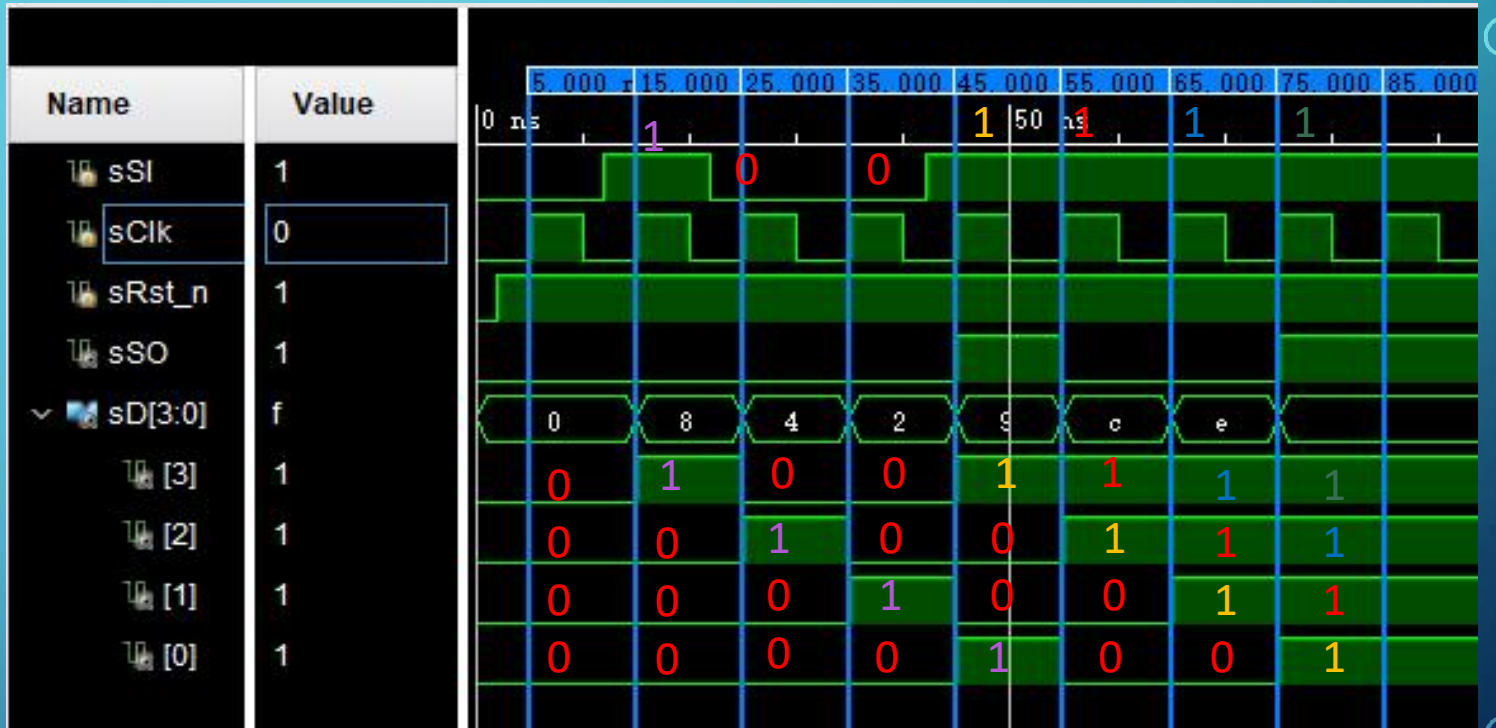 Name Value
5.000 n 15.000 25.000 35.000 45.000 55.000 65.000 75.000 85.000
0 ns 1 1 50 ns 1 1 1
sSI 1 0 0
sClk 0
sRst_n 1
sSO 1
sD[3:0] f 0 8 4 2 9 c e
[3] 1 0 1 0 0 1 1 1 1
[2] 1 0 0 1 0 0 1 1 1
[1] 1 0 0 0 1 0 0 1 1
[0] 1 0 0 0 0 1 0 0 1